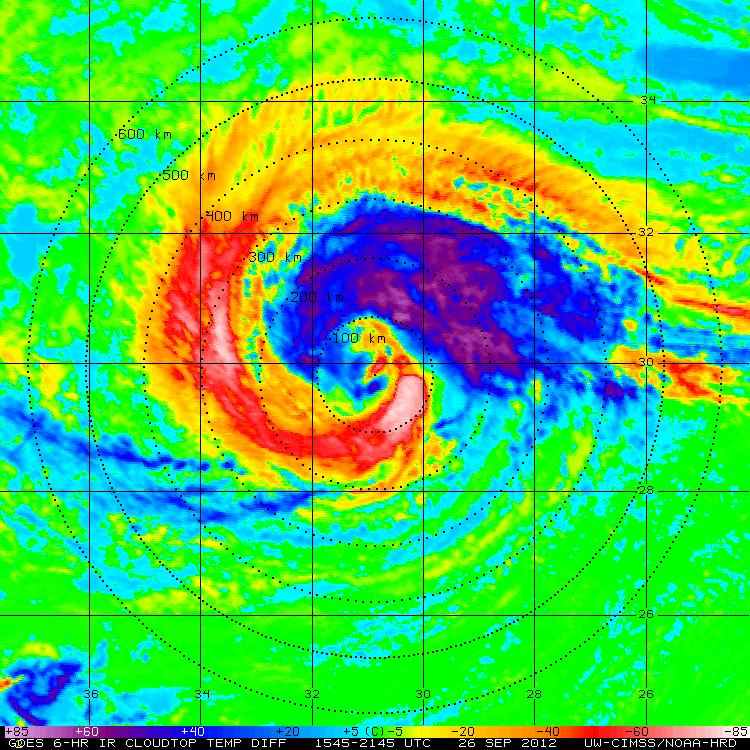 34
600 km
500 km
400 km
32
300 km
200 km
100 km
30
28
26
36 34 32 30 28 26
+85 +60 +40 +20 +5 (C)-5 -20 -40 -60 -85
GOES 6-HR IR CLOUDTOP TEMP DIFF 1545-2145 UTC 26 SEP 2012 UW-CIMSS/NOAA HRD